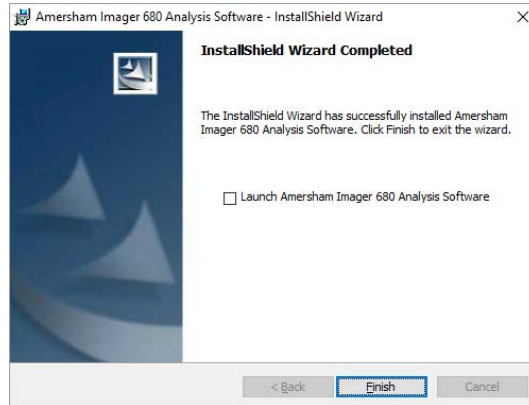 Amersham Imager 680 Analysis Software - InstallShield Wizard
InstallShield Wizard Completed
The InstallShield Wizard has successfully installed Amersham
Imager 680 Analysis Software. Click Finish to exit the wizard.
Launch Amersham Imager 680 Analysis Software
< Back
Finish
Cancel